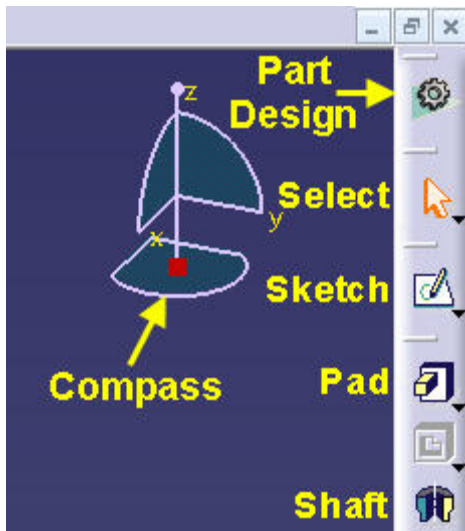 Part
Design
z
Select
y
x
Sketch
Compass
Pad
Shaft